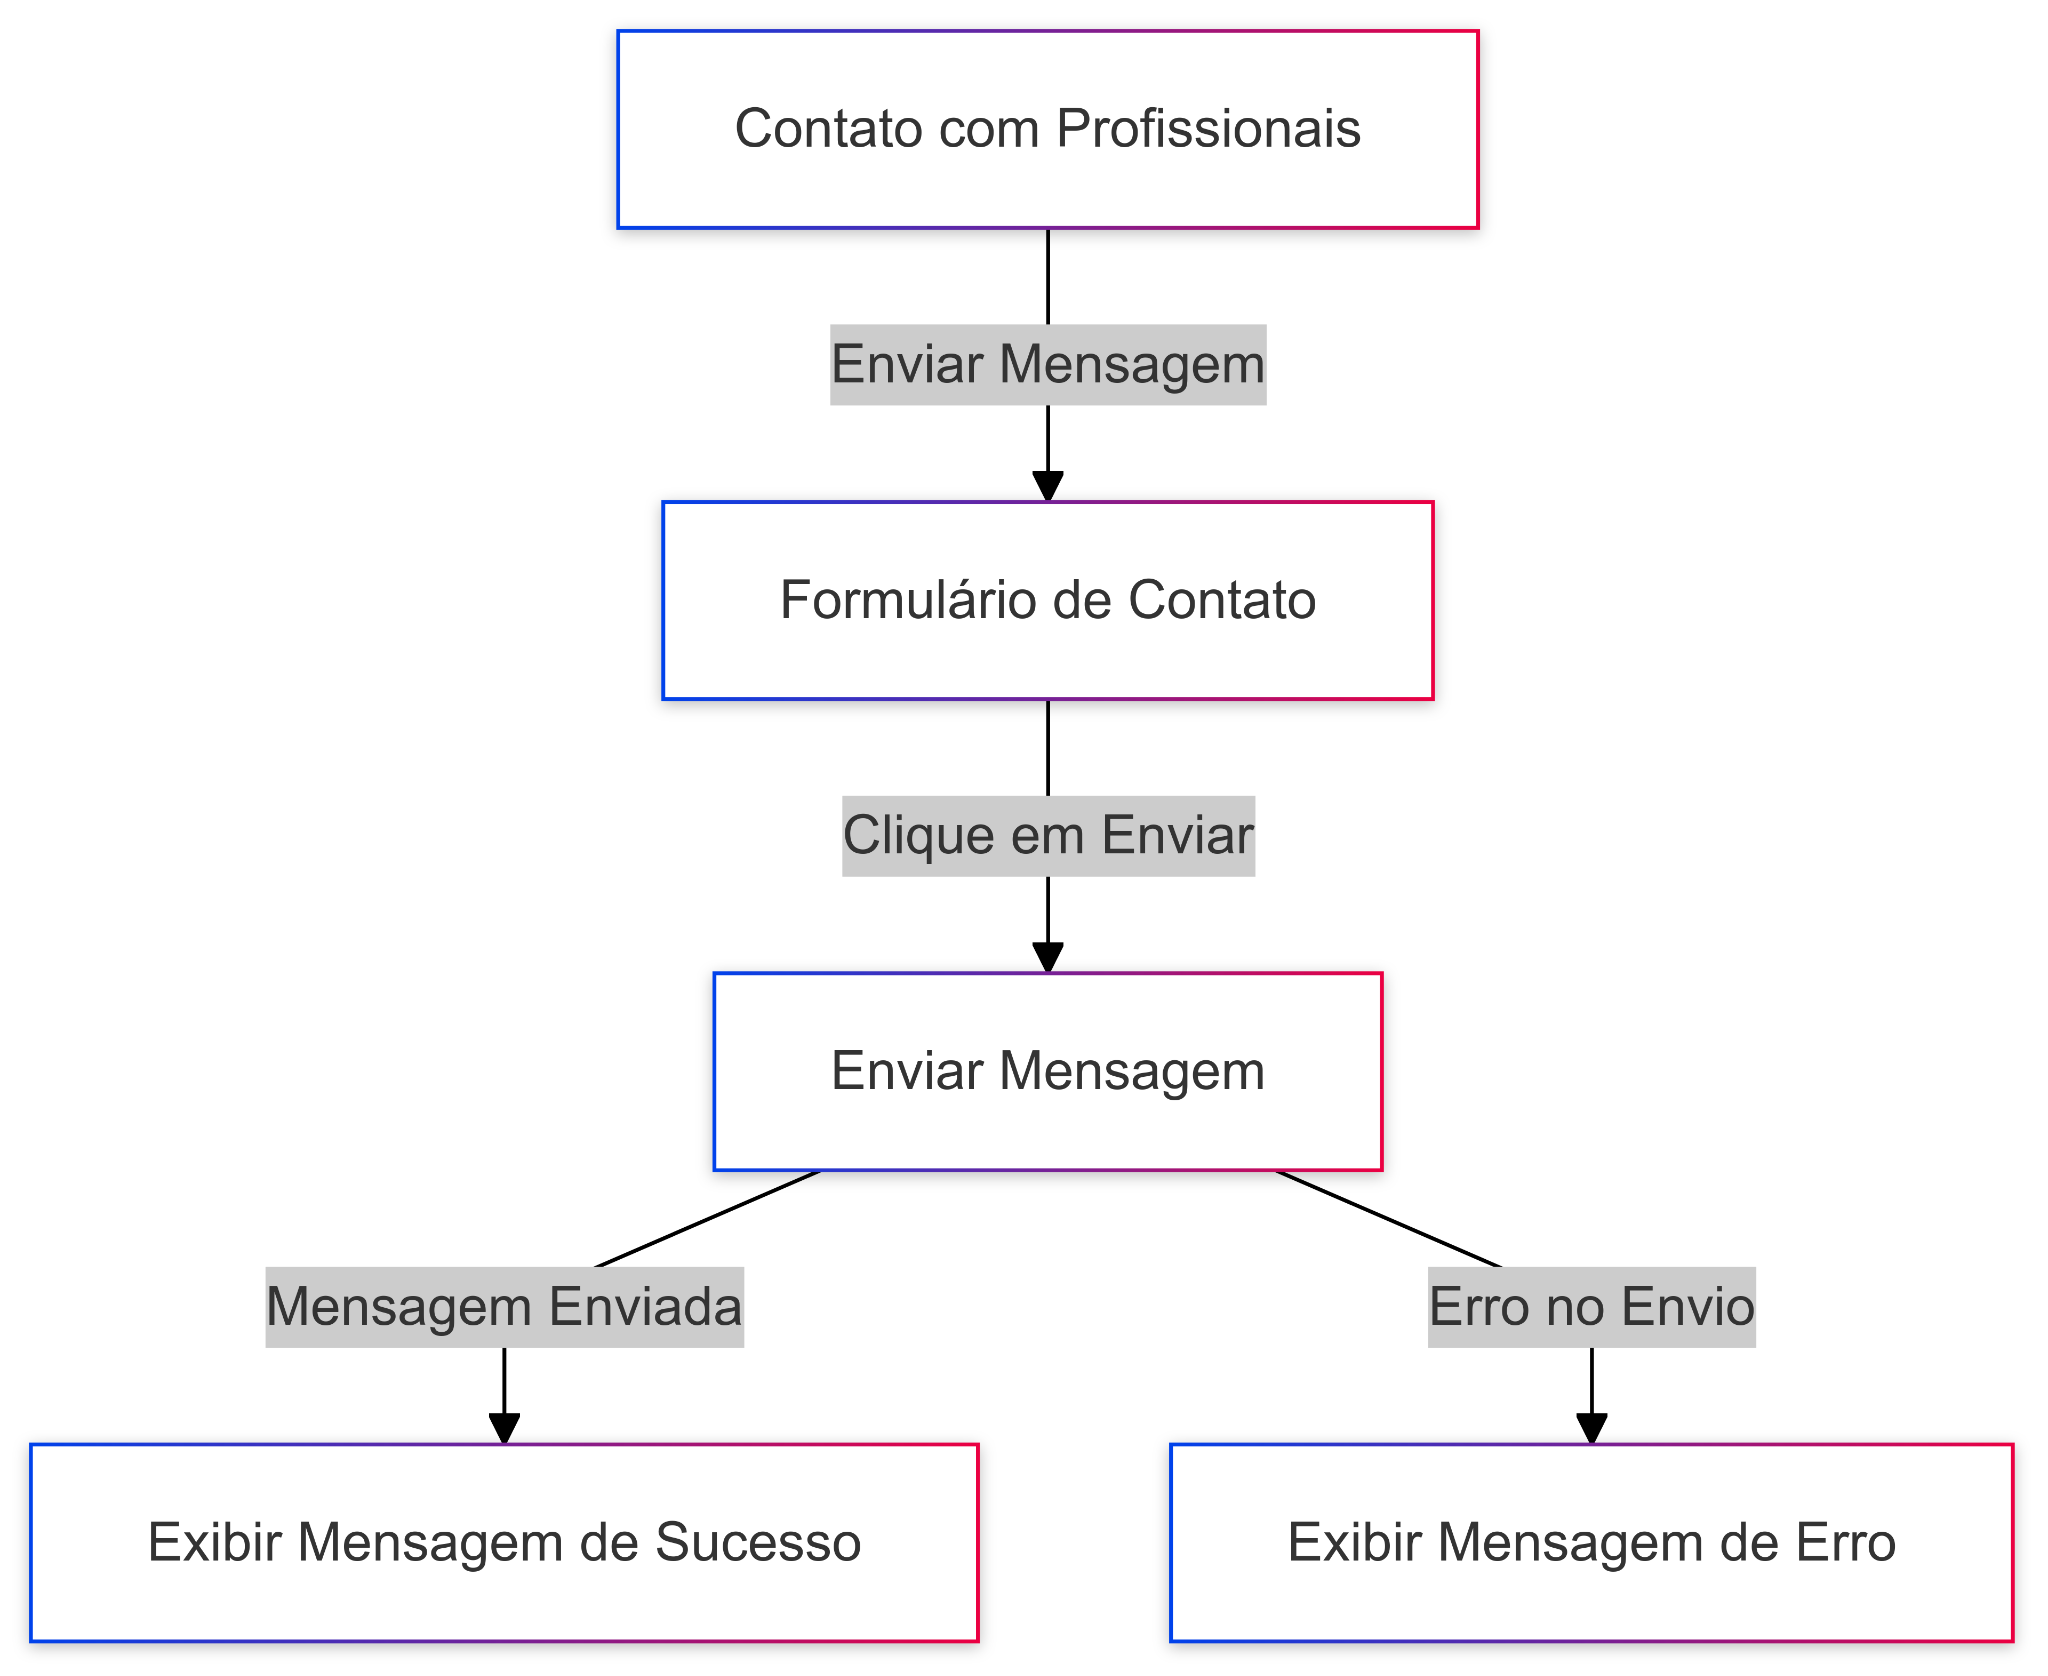 Contato com Profissionais
Enviar Mensagem
Formulário de Contato
Clique em Enviar
Enviar Mensagem
Mensagem Enviada
Erro no Envio
Exibir Mensagem de Sucesso
Exibir Mensagem de Erro